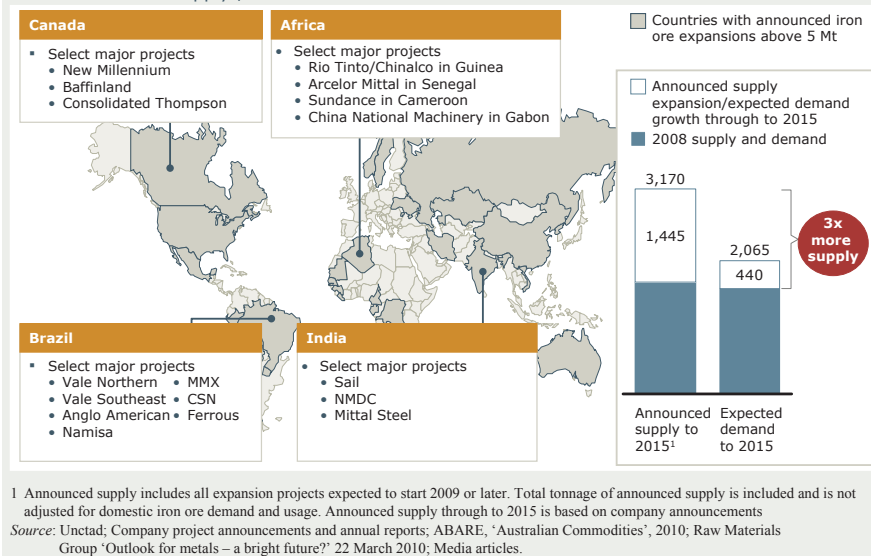 Canada
▪ Select major projects
• New Millennium
• Baffinland
• Consolidated Thompson
Africa
• Select major projects
• Rio Tinto/Chinalco in Guinea
• Arcelor Mittal in Senegal
• Sundance in Cameroon
• China National Machinery in Gabon
Countries with announced iron
ore expansions above 5 Mt
Announced supply
expansion/expected demand
growth through to 2015
2008 supply and demand
3,170
1,445
2,065
440
3x
more
supply
Announced
supply to
2015¹
Expected
demand
to 2015
Brazil
▪ Select major projects
• Vale Northern
• Vale Southeast
• Anglo American
• Namisa
• MMX
• CSN
• Ferrous
India
• Select major projects
• Sail
• NMDC
• Mittal Steel
1 Announced supply includes all expansion projects expected to start 2009 or later. Total tonnage of announced supply is included and is not
adjusted for domestic iron ore demand and usage. Announced supply through to 2015 is based on company announcements
Source: Unctad; Company project announcements and annual reports; ABARE, ‘Australian Commodities’, 2010; Raw Materials
Group ‘Outlook for metals – a bright future?’ 22 March 2010; Media articles.